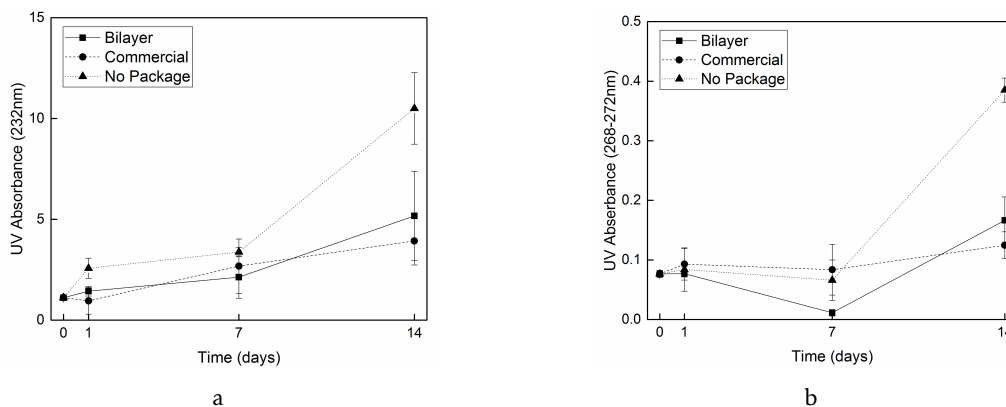 15
10
5
0
UV Absorbance (232nm)
Bilayer
Commercial
No Package
0 1 7 14
Time (days)
a
0.5
0.4
0.3
0.2
0.1
0.0
UV Abserbance (268-272nm)
Bilayer
Commercial
No Package
0 1 7 14
Time (days)
b